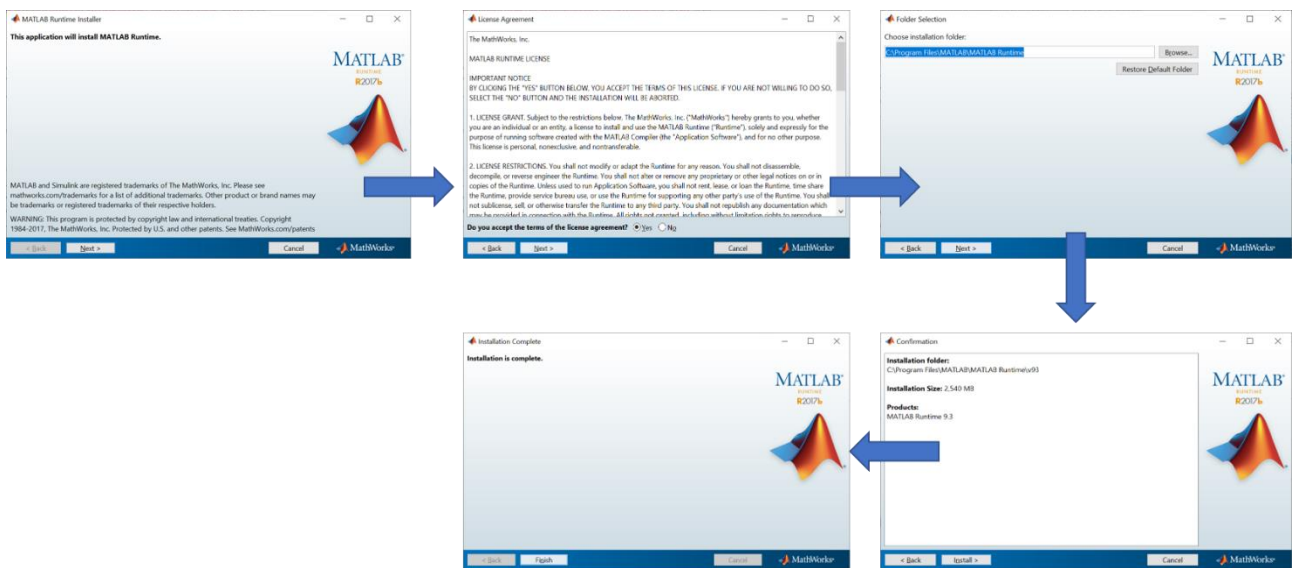 MATLAB Runtime Installer
This application will install MATLAB Runtime.
MATLAB®
RUNTIME
R2017b
MATLAB and Simulink are registered trademarks of The MathWorks, Inc. Please see
mathworks.com/trademarks for a list of additional trademarks. Other product or brand names may
be trademarks or registered trademarks of their respective holders.
WARNING: This program is protected by copyright law and international treaties. Copyright
1984-2017, The MathWorks, Inc. Protected by U.S. and other patents. See MathWorks.com/patents
< Back Next > Cancel MathWorks®
License Agreement
The MathWorks, Inc.
MATLAB RUNTIME LICENSE
IMPORTANT NOTICE
BY CLICKING THE "YES" BUTTON BELOW, YOU ACCEPT THE TERMS OF THIS LICENSE. IF YOU ARE NOT WILLING TO DO SO,
SELECT THE "NO" BUTTON AND THE INSTALLATION WILL BE ABORTED.
1. LICENSE GRANT. Subject to the restrictions below, The MathWorks, Inc. ("MathWorks") hereby grants to you, whether
you are an individual or an entity, a license to install and use the MATLAB Runtime ("Runtime"), solely and expressly for the
purpose of running software created with the MATLAB Compiler (the "Application Software"), and for no other purpose.
This license is personal, nonexclusive, and nontransferable.
2. LICENSE RESTRICTIONS. You shall not modify or adapt the Runtime for any reason. You shall not disassemble,
decompile, or reverse engineer the Runtime. You shall not alter or remove any proprietary or other legal notices on or in
copies of the Runtime. Unless used to run Application Software, you shall not rent, lease, or loan the Runtime, time share
the Runtime, provide service bureau use, or use the Runtime for supporting any other party's use of the Runtime. You shall
not sublicense, sell, or otherwise transfer the Runtime to any third party. You shall not republish any documentation which
may be provided in connection with the Runtime. All rights not granted, including without limitation rights to reproduce
Do you accept the terms of the license agreement? Yes No
< Back Next > Cancel MathWorks®
Folder Selection
Choose installation folder:
C:\Program Files\MATLAB\MATLAB Runtime Browse...
Restore Default Folder
MATLAB®
RUNTIME
R2017b
< Back Next > Cancel MathWorks®
Installation Complete
Installation is complete.
MATLAB®
RUNTIME
R2017b
< Back Finish Cancel MathWorks®
Confirmation
Installation folder:
C:\Program Files\MATLAB\MATLAB Runtime\v93
Installation Size: 2.540 MB
Products:
MATLAB Runtime 9.3
MATLAB®
RUNTIME
R2017b
< Back Install > Cancel MathWorks®